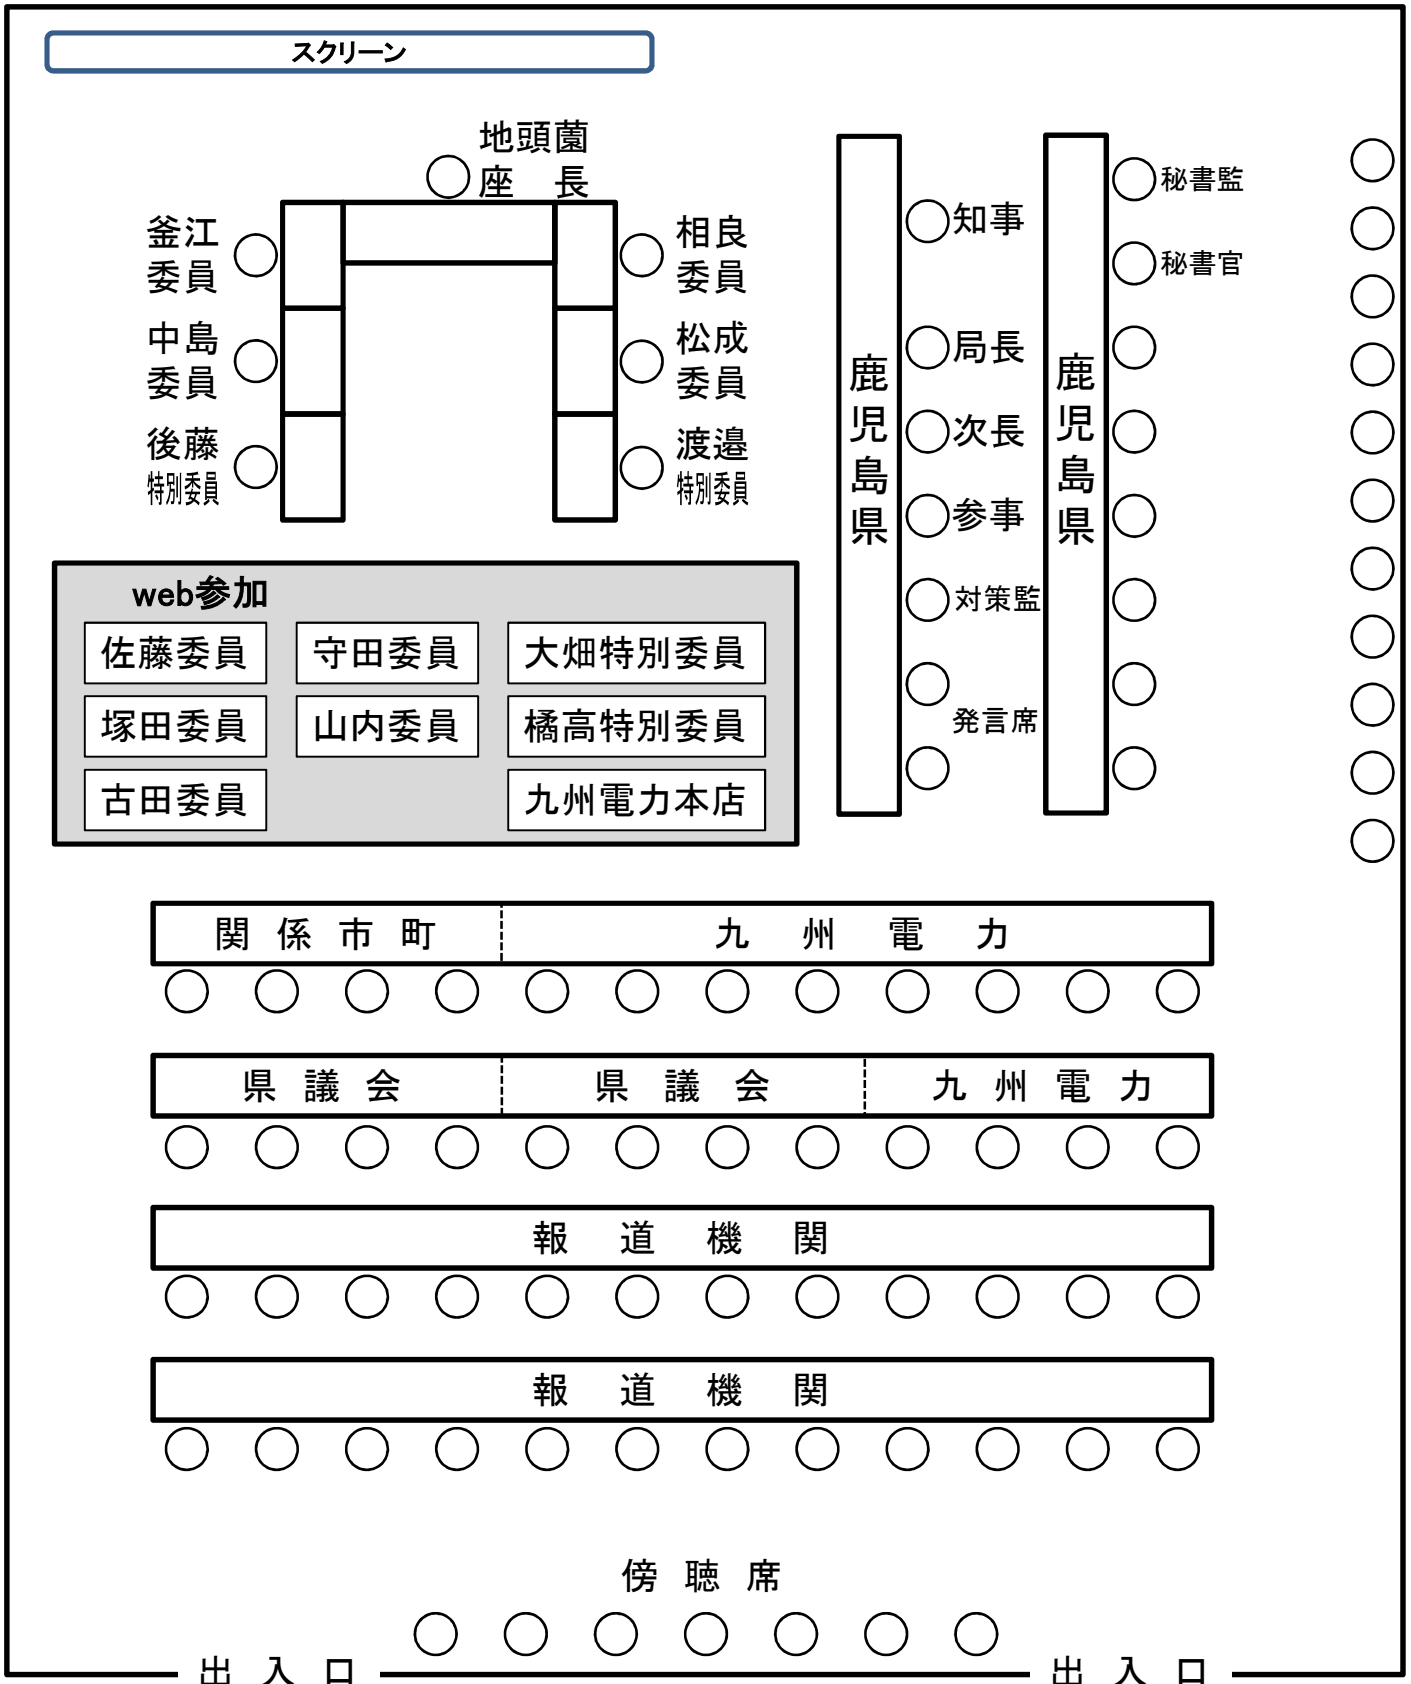 スクリーン
地頭薗
座長
釜江
委員
中島
委員
後藤
特別委員
相良
委員
松成
委員
渡邉
特別委員
鹿児島県
知事
局長
次長
参事
対策監
発言席
鹿児島県
秘書監
秘書官
web参加
佐藤委員
守田委員
大畑特別委員
塚田委員
山内委員
橘高特別委員
古田委員
九州電力本店
関係市町
九州電力
県議会
県議会
九州電力
報道機関
報道機関
傍聴席
出入口
出入口